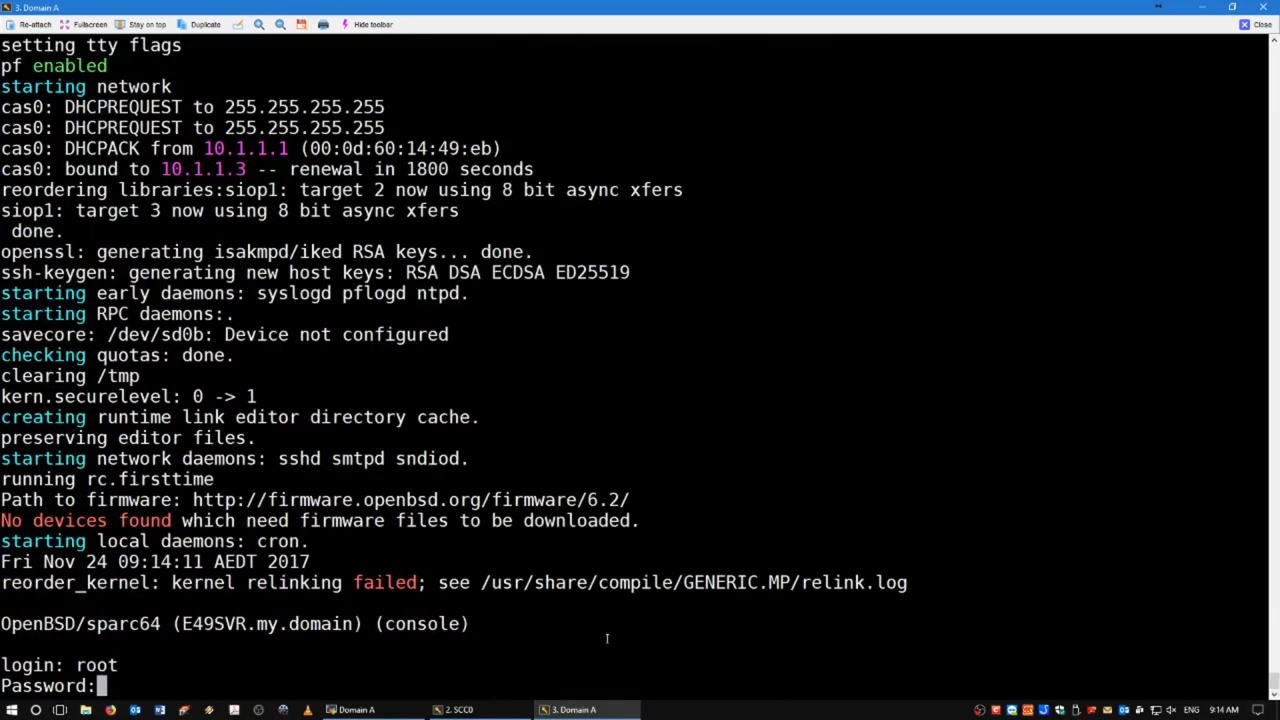 3. Domain A
Re-attach Fullscreen Stay on top Duplicate Hide toolbar Close
setting tty flags
pf enabled
starting network
cas0: DHCPREQUEST to 255.255.255.255
cas0: DHCPREQUEST to 255.255.255.255
cas0: DHCPACK from 10.1.1.1 (00:0d:60:14:49:eb)
cas0: bound to 10.1.1.3 -- renewal in 1800 seconds
reordering libraries:siop1: target 2 now using 8 bit async xfers
siop1: target 3 now using 8 bit async xfers
done.
openssl: generating isakmpd/iked RSA keys... done.
ssh-keygen: generating new host keys: RSA DSA ECDSA ED25519
starting early daemons: syslogd pflogd ntpd.
starting RPC daemons:.
savecore: /dev/sd0b: Device not configured
checking quotas: done.
clearing /tmp
kern.securelevel: 0 -> 1
creating runtime link editor directory cache.
preserving editor files.
starting network daemons: sshd smtpd sndiod.
running rc.firsttime
Path to firmware: http://firmware.openbsd.org/firmware/6.2/
No devices found which need firmware files to be downloaded.
starting local daemons: cron.
Fri Nov 24 09:14:11 AEDT 2017
reorder_kernel: kernel relinking failed; see /usr/share/compile/GENERIC.MP/relink.log
OpenBSD/sparc64 (E49SVR.my.domain) (console)
login: root
Password:
Domain A 2. SCC0 3. Domain A ENG 9:14 AM